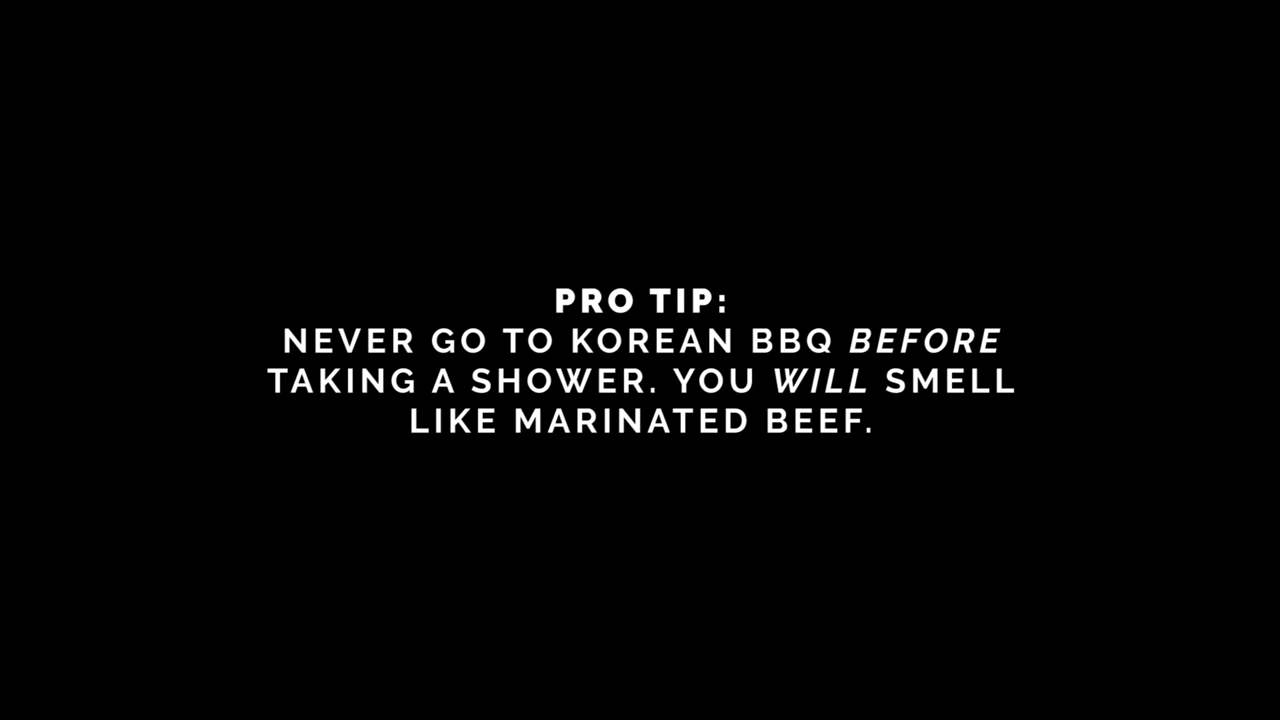 PRO TIP:
NEVER GO TO KOREAN BBQ BEFORE
TAKING A SHOWER. YOU WILL SMELL
LIKE MARINATED BEEF.